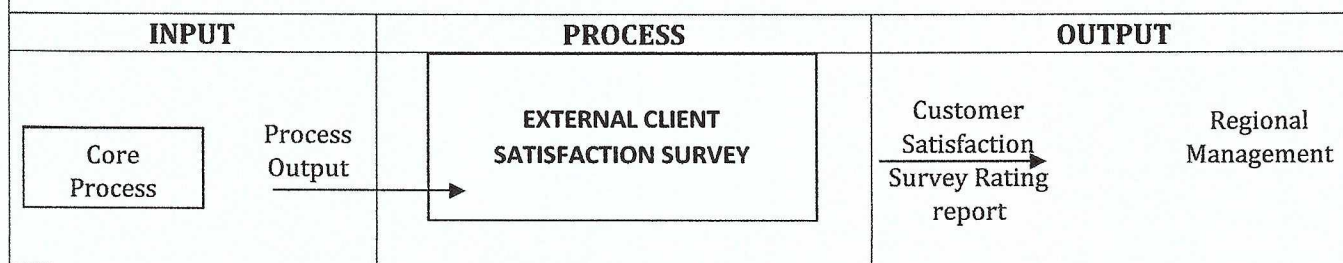 INPUT
PROCESS
OUTPUT
Core
Process
Process
Output
EXTERNAL CLIENT
SATISFACTION SURVEY
Customer
Satisfaction
Survey Rating
report
Regional
Management